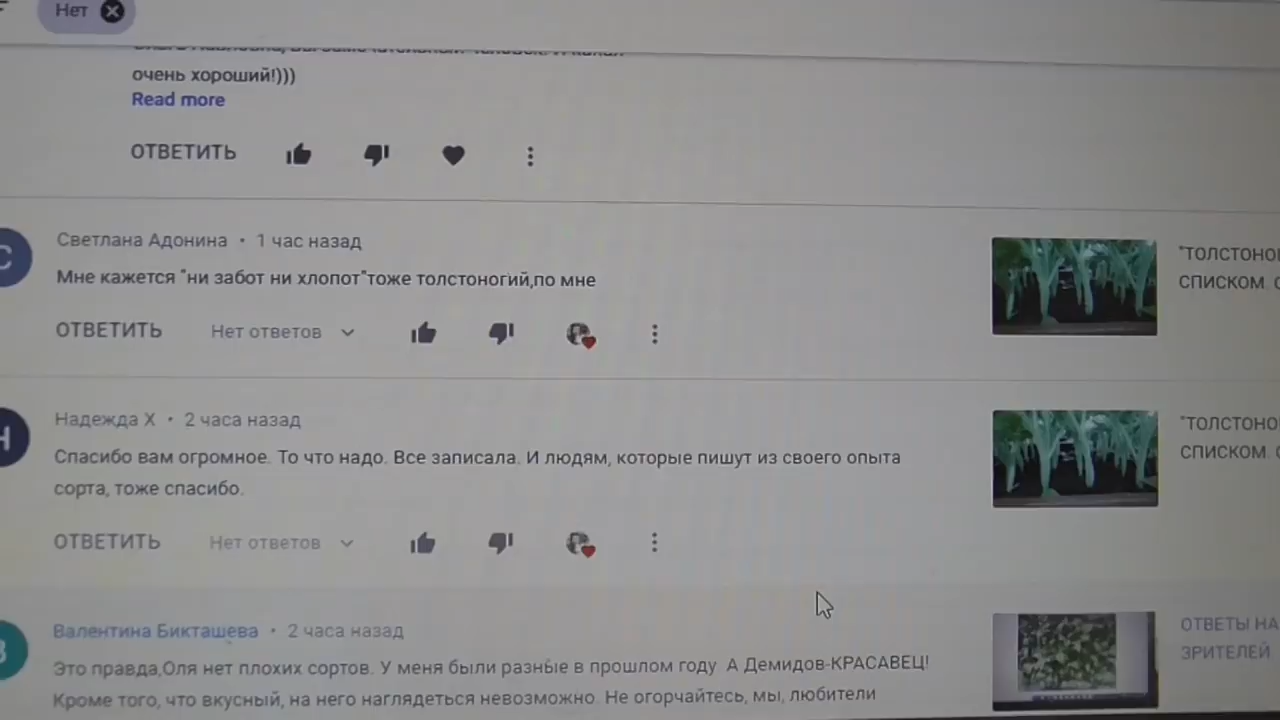 Нет
очень хороший!)))
Read more
ОТВЕТИТЬ
С
Светлана Адонина • 1 час назад
Мне кажется "ни забот ни хлопот"тоже толстоногий,по мне
ОТВЕТИТЬ Нет ответов
"ТОЛСТОНОГ
СПИСКОМ. С
Н
Надежда Х • 2 часа назад
Спасибо вам огромное. То что надо. Все записала. И людям, которые пишут из своего опыта
сорта, тоже спасибо.
ОТВЕТИТЬ Нет ответов
"ТОЛСТОНО
СПИСКОМ. С
В
Валентина Бикташева • 2 часа назад
Это правда,Оля нет плохих сортов. У меня были разные в прошлом году. А Демидов-КРАСАВЕЦ!
Кроме того, что вкусный, на него наглядеться невозможно. Не огорчайтесь, мы, любители
ОТВЕТЫ НА
ЗРИТЕЛЕЙ